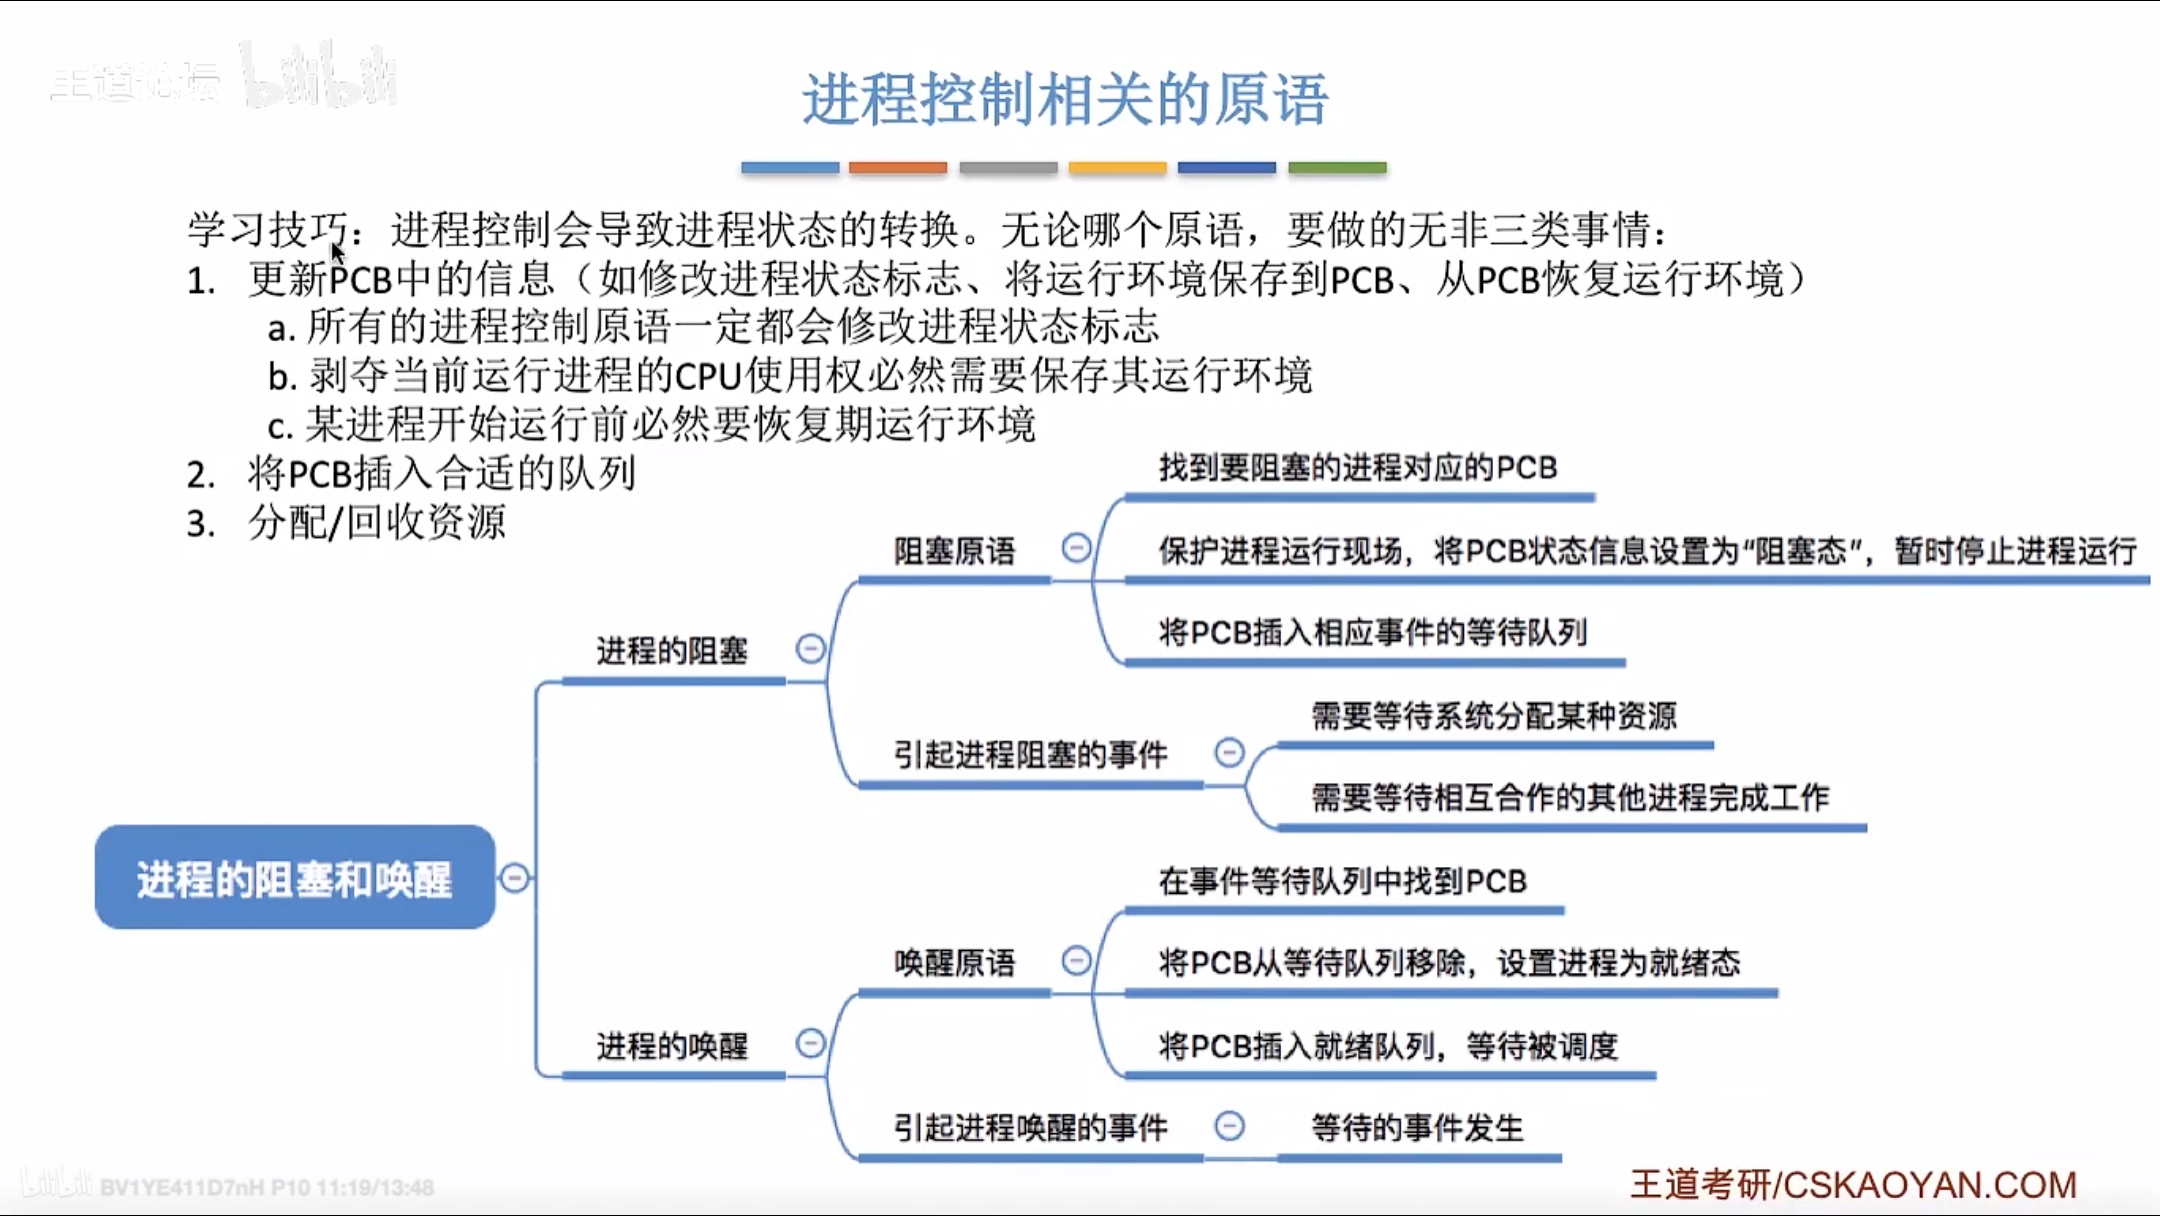 王道论坛 bilibili
进程控制相关的原语
学习技巧：进程控制会导致进程状态的转换。无论哪个原语，要做的无非三类事情：
1. 更新PCB中的信息（如修改进程状态标志、将运行环境保存到PCB、从PCB恢复运行环境）
a. 所有的进程控制原语一定都会修改进程状态标志
b. 剥夺当前运行进程的CPU使用权必然需要保存其运行环境
c. 某进程开始运行前必然要恢复期运行环境
2. 将PCB插入合适的队列
3. 分配/回收资源
进程的阻塞和唤醒
进程的阻塞
阻塞原语
找到要阻塞的进程对应的PCB
保护进程运行现场，将PCB状态信息设置为“阻塞态”，暂时停止进程运行
将PCB插入相应事件的等待队列
引起进程阻塞的事件
需要等待系统分配某种资源
需要等待相互合作的其他进程完成工作
进程的唤醒
唤醒原语
在事件等待队列中找到PCB
将PCB从等待队列移除，设置进程为就绪态
将PCB插入就绪队列，等待被调度
引起进程唤醒的事件
等待的事件发生
bilibili BV1YE411D7nH P10 11:19/13:48
王道考研/CSKAOYAN.COM